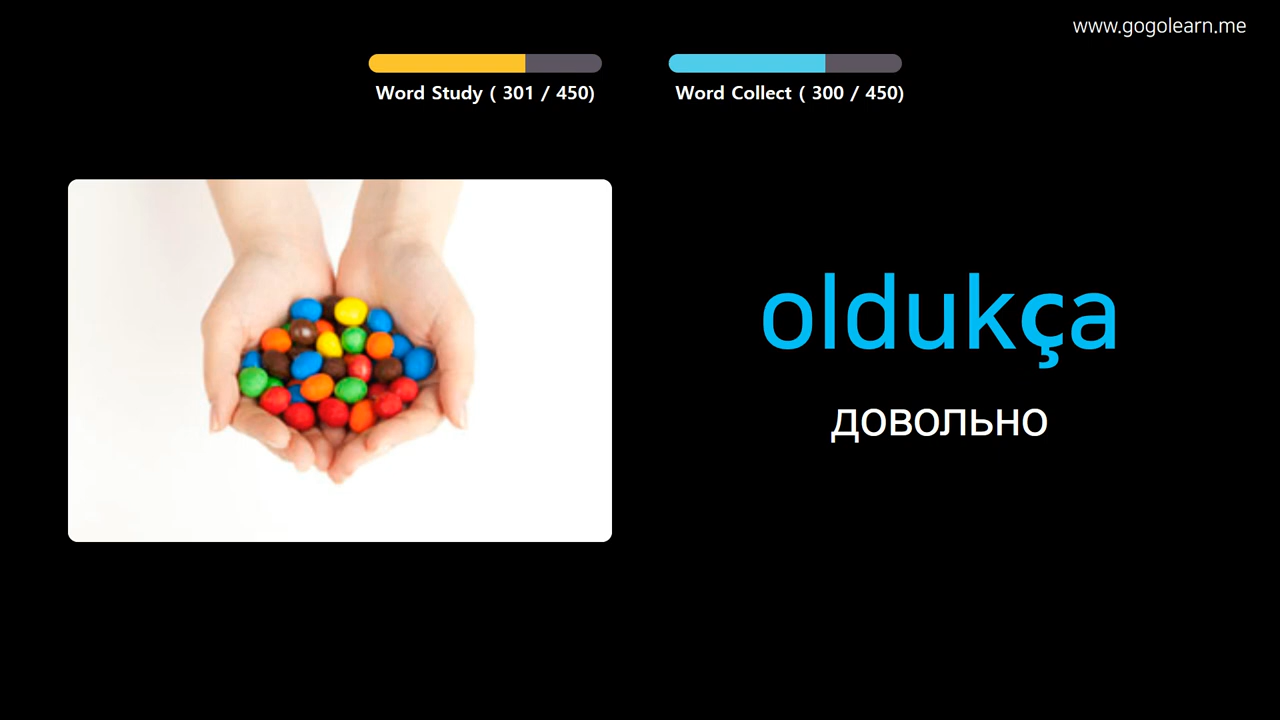 www.gogolearn.me
Word Study ( 301 / 450)
Word Collect ( 300 / 450)
oldukça
довольно